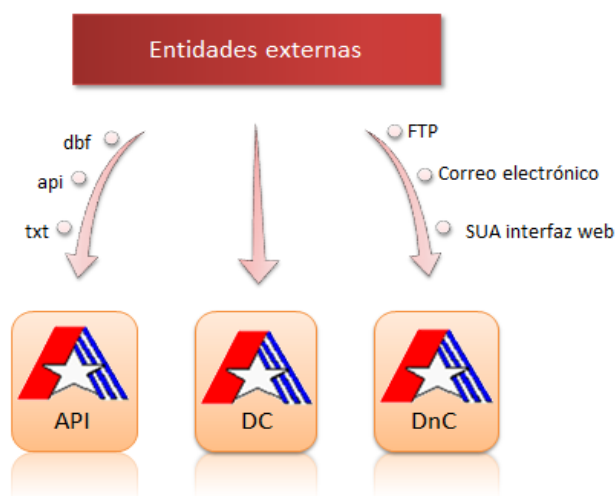 Entidades externas
dbf
api
txt
FTP
Correo electrónico
SUA interfaz web
API
DC
DnC